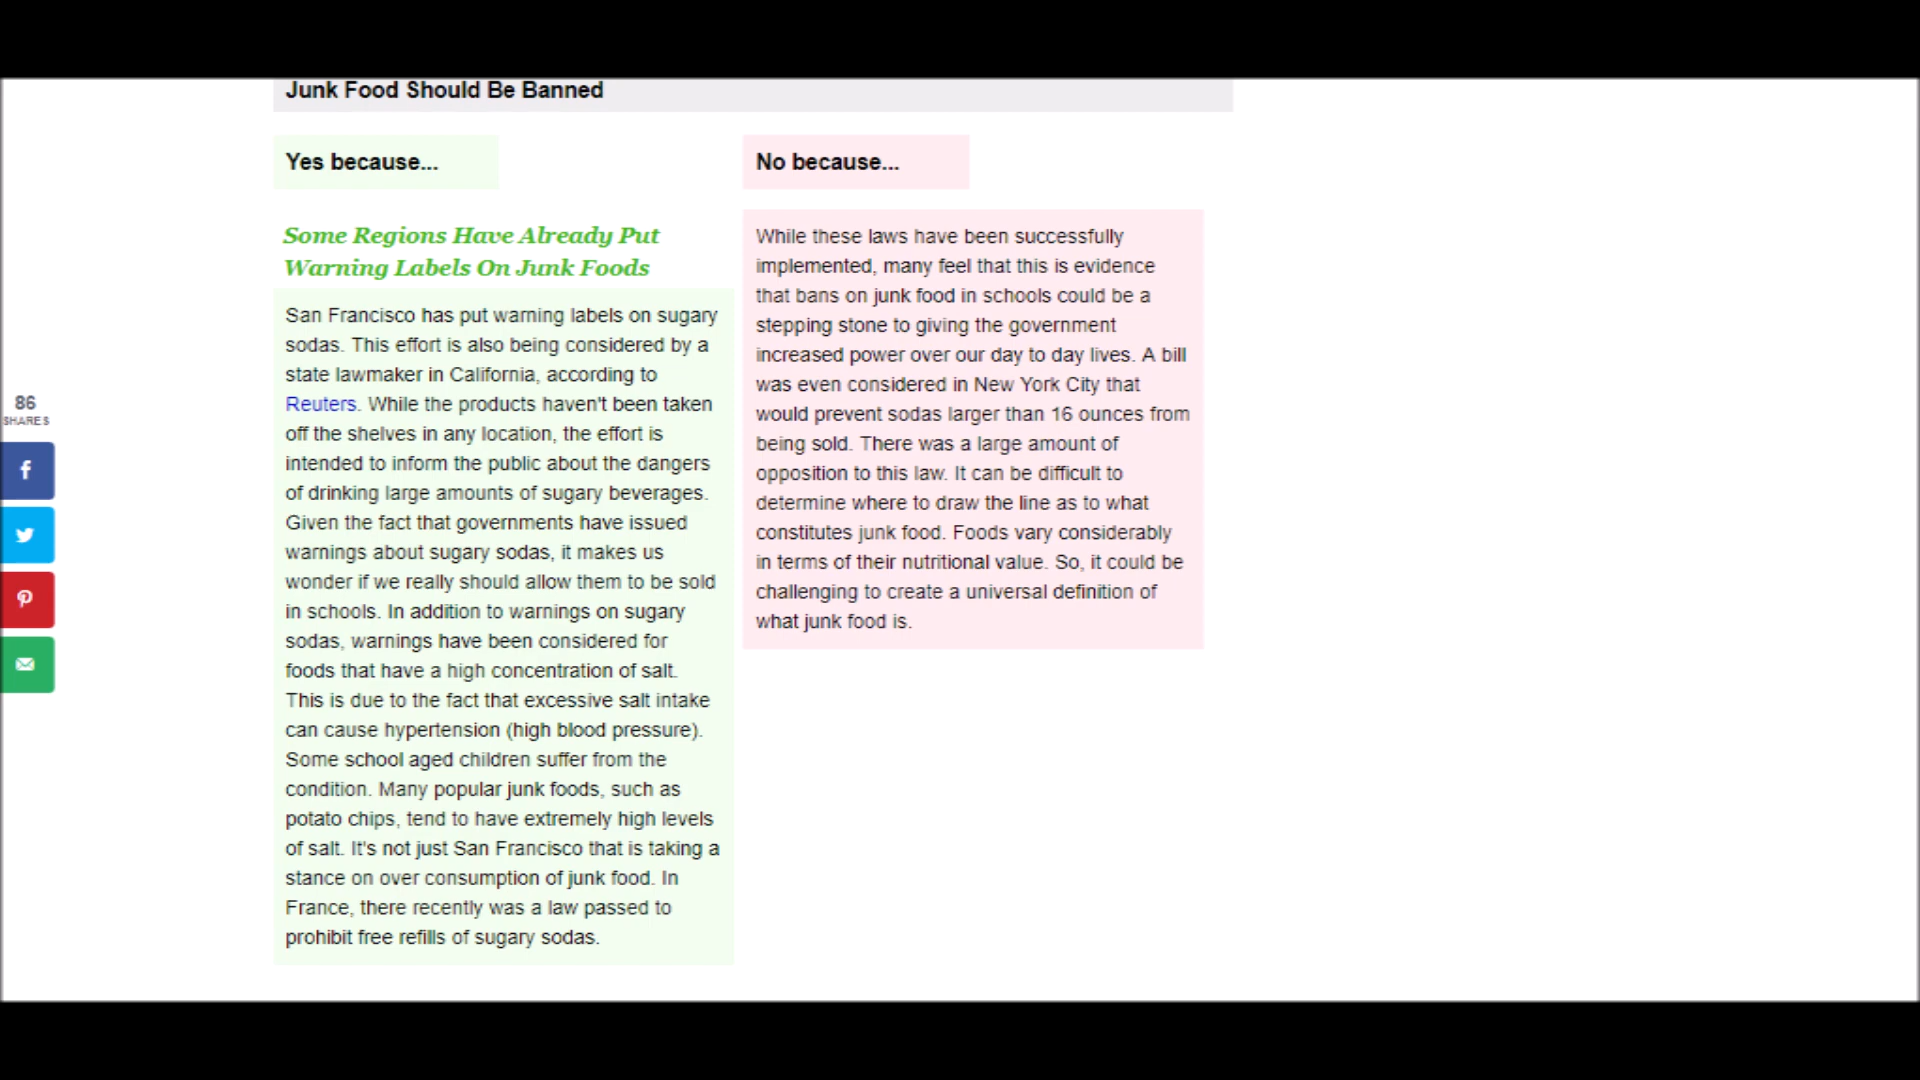 Junk Food Should Be Banned
Yes because...
Some Regions Have Already Put
Warning Labels On Junk Foods
San Francisco has put warning labels on sugary
sodas. This effort is also being considered by a
state lawmaker in California, according to
Reuters. While the products haven't been taken
off the shelves in any location, the effort is
intended to inform the public about the dangers
of drinking large amounts of sugary beverages.
Given the fact that governments have issued
warnings about sugary sodas, it makes us
wonder if we really should allow them to be sold
in schools. In addition to warnings on sugary
sodas, warnings have been considered for
foods that have a high concentration of salt.
This is due to the fact that excessive salt intake
can cause hypertension (high blood pressure).
Some school aged children suffer from the
condition. Many popular junk foods, such as
potato chips, tend to have extremely high levels
of salt. It's not just San Francisco that is taking a
stance on over consumption of junk food. In
France, there recently was a law passed to
prohibit free refills of sugary sodas.
No because...
While these laws have been successfully
implemented, many feel that this is evidence
that bans on junk food in schools could be a
stepping stone to giving the government
increased power over our day to day lives. A bill
was even considered in New York City that
would prevent sodas larger than 16 ounces from
being sold. There was a large amount of
opposition to this law. It can be difficult to
determine where to draw the line as to what
constitutes junk food. Foods vary considerably
in terms of their nutritional value. So, it could be
challenging to create a universal definition of
what junk food is.
86
SHARES